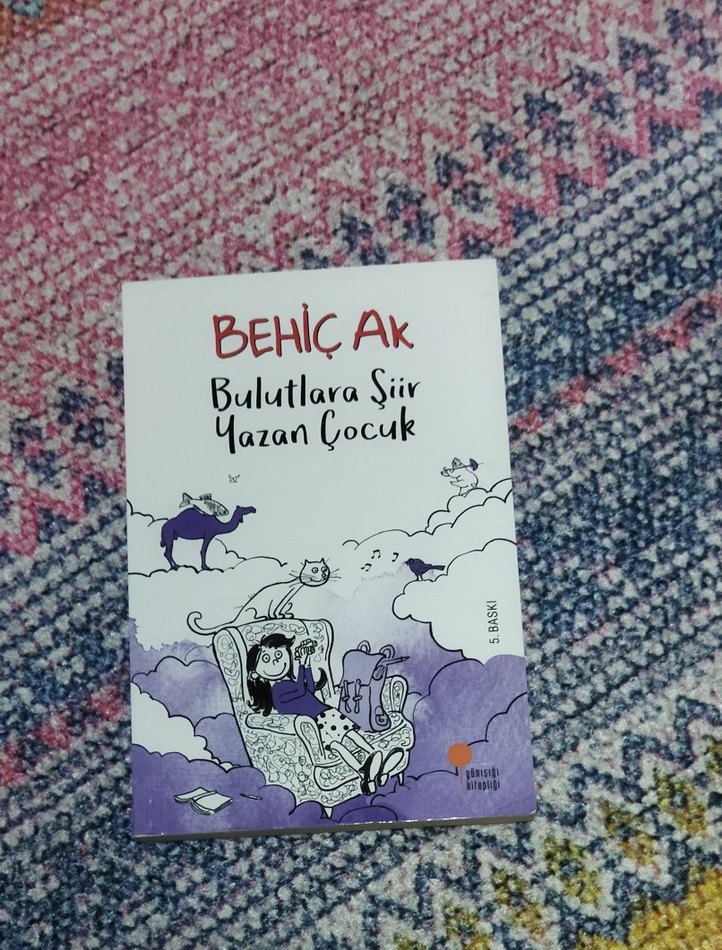 BEHİÇ AK
Bulutlara Şiir
Yazan Çocuk
5. BASKI
günışığı
kitaplığı